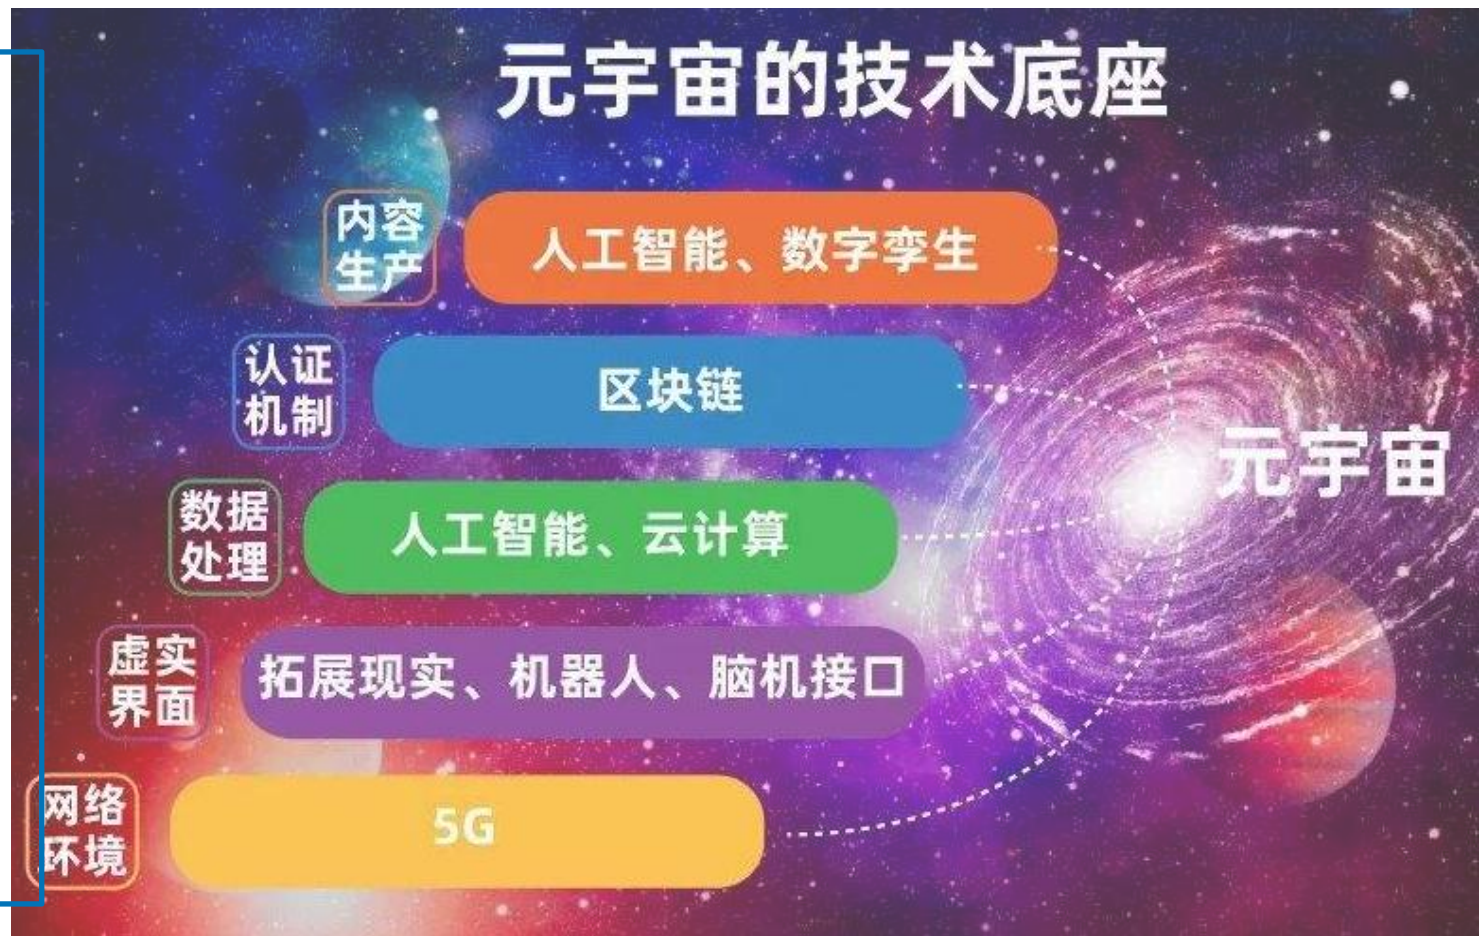 元宇宙的技术底座
内容
生产
人工智能、数字孪生
认证
机制
区块链
数据
处理
人工智能、云计算
虚实
界面
拓展现实、机器人、脑机接口
网络
环境
5G
元宇宙